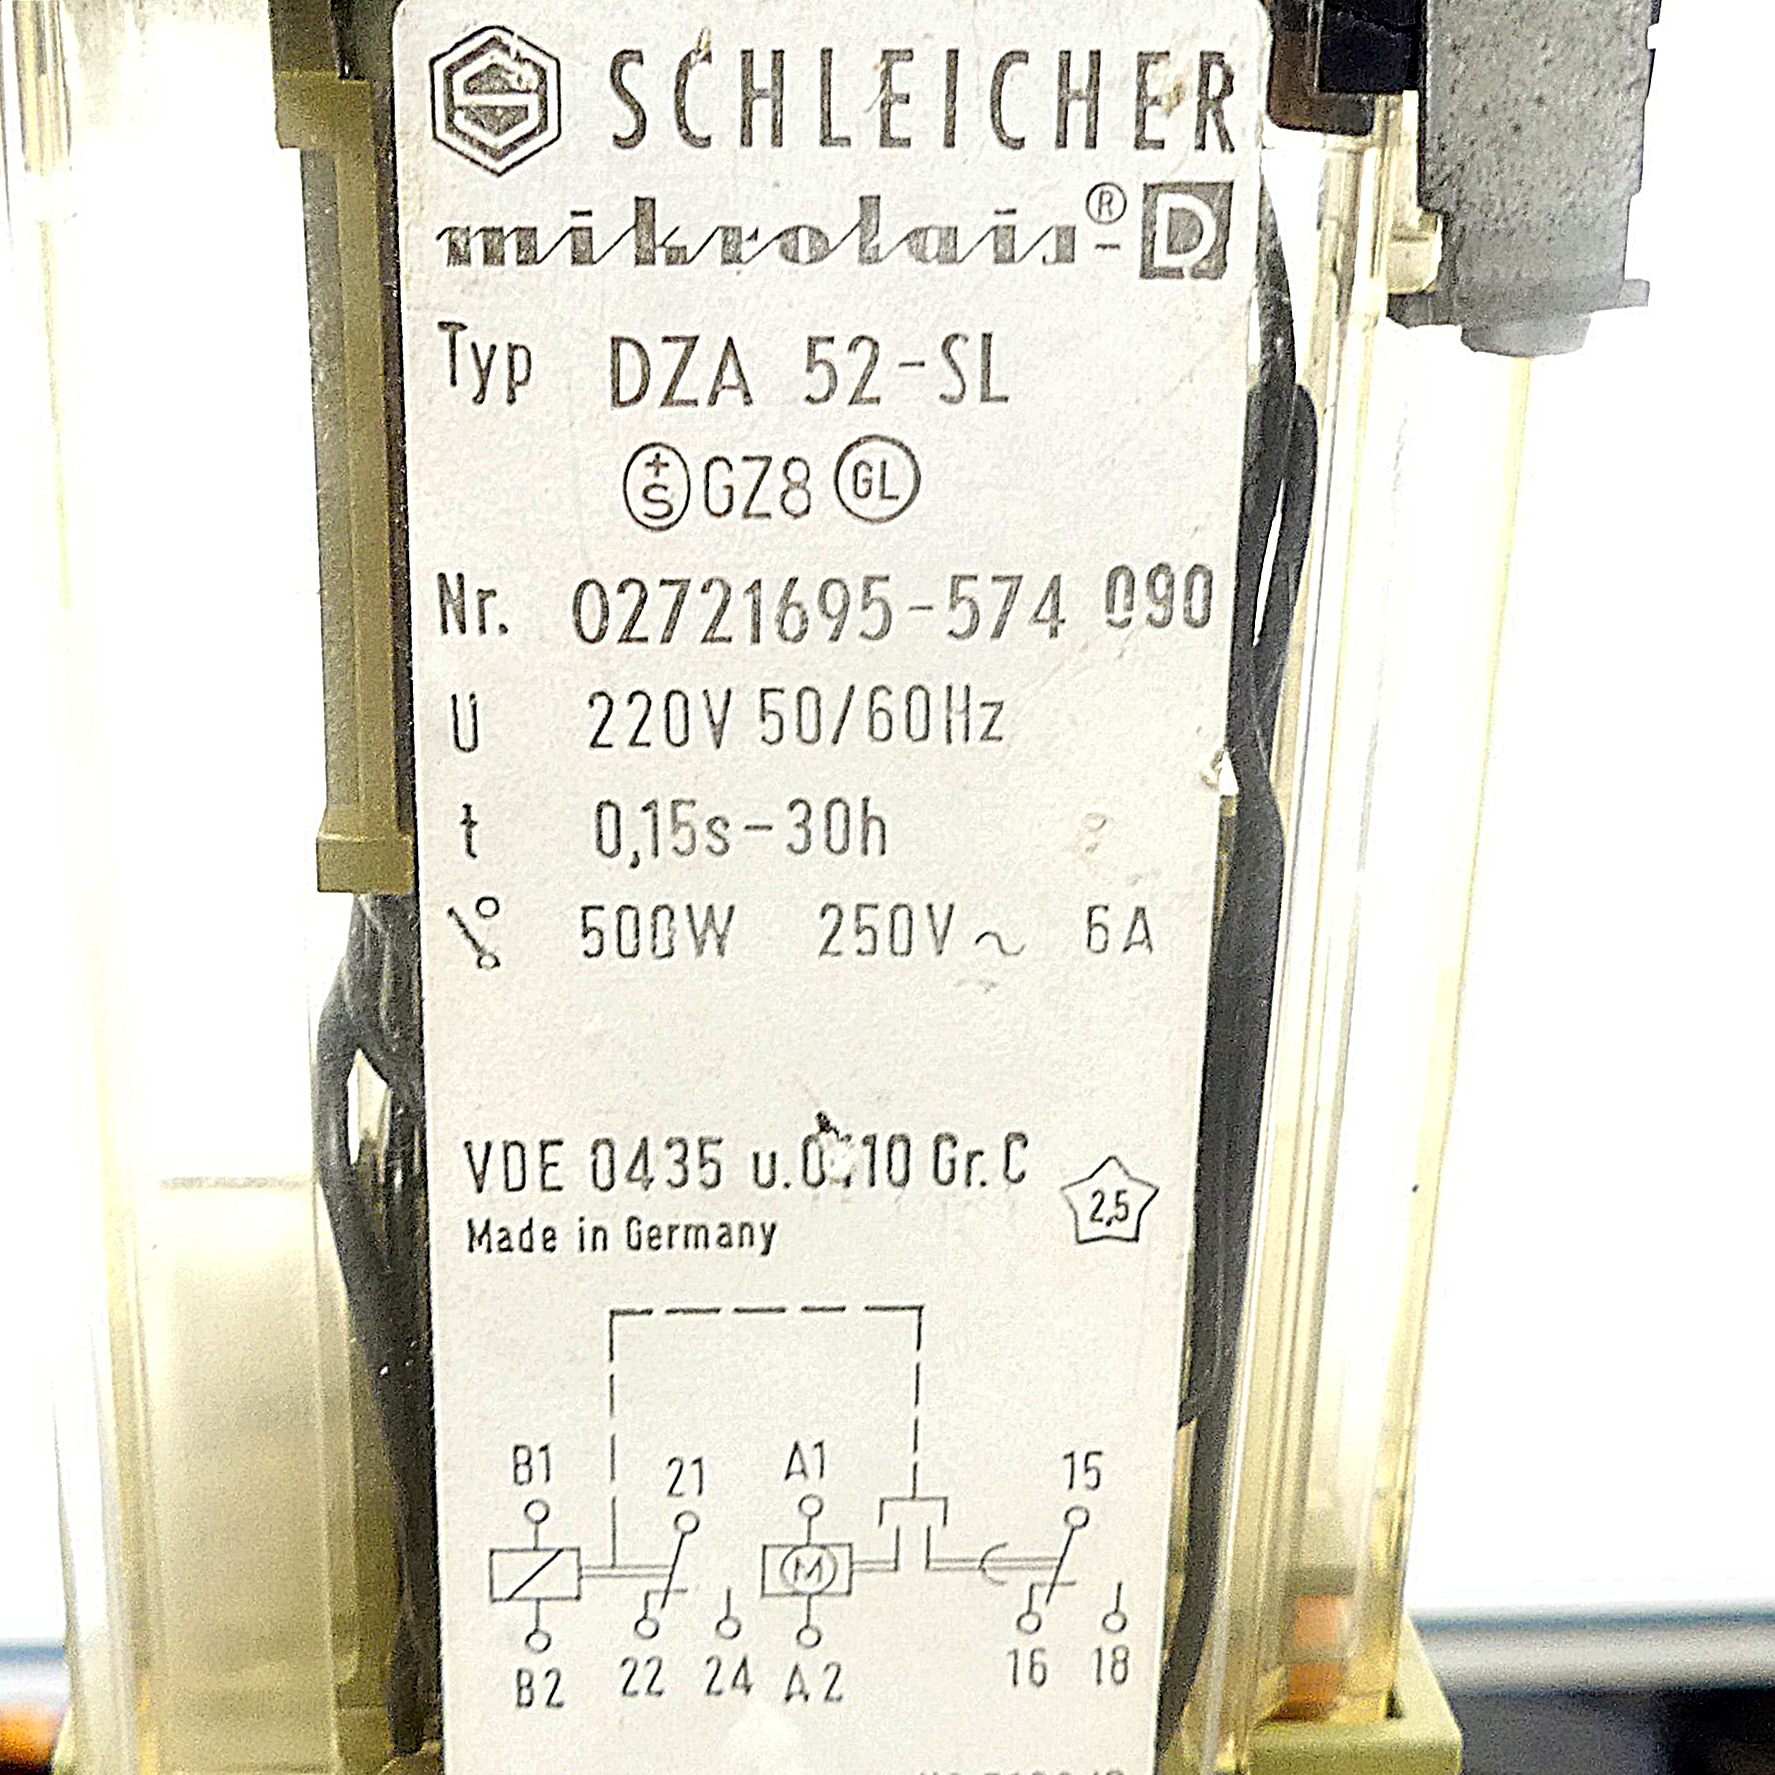 SCHLEICHER
mikrolais®-D
Typ DZA 52-SL
+S GZ8 GL
Nr. 02721695-574 090
U 220V 50/60Hz
t 0,15s-30h
500W 250V~ 6A
VDE 0435 u. Gr.C
2,5
Made in Germany
B1 21 A1 15
M
22 24 16 18
B2 A2